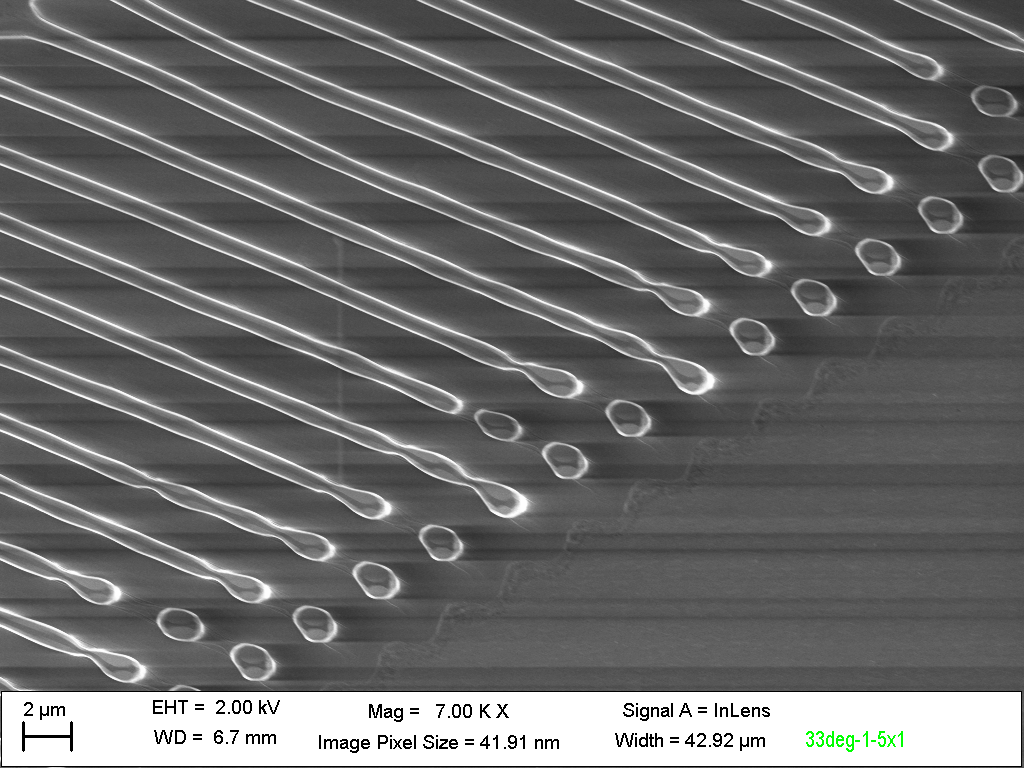 2 µm
EHT = 2.00 kV
WD = 6.7 mm
Mag = 7.00 K X
Image Pixel Size = 41.91 nm
Signal A = InLens
Width = 42.92 µm
33deg-1-5x1